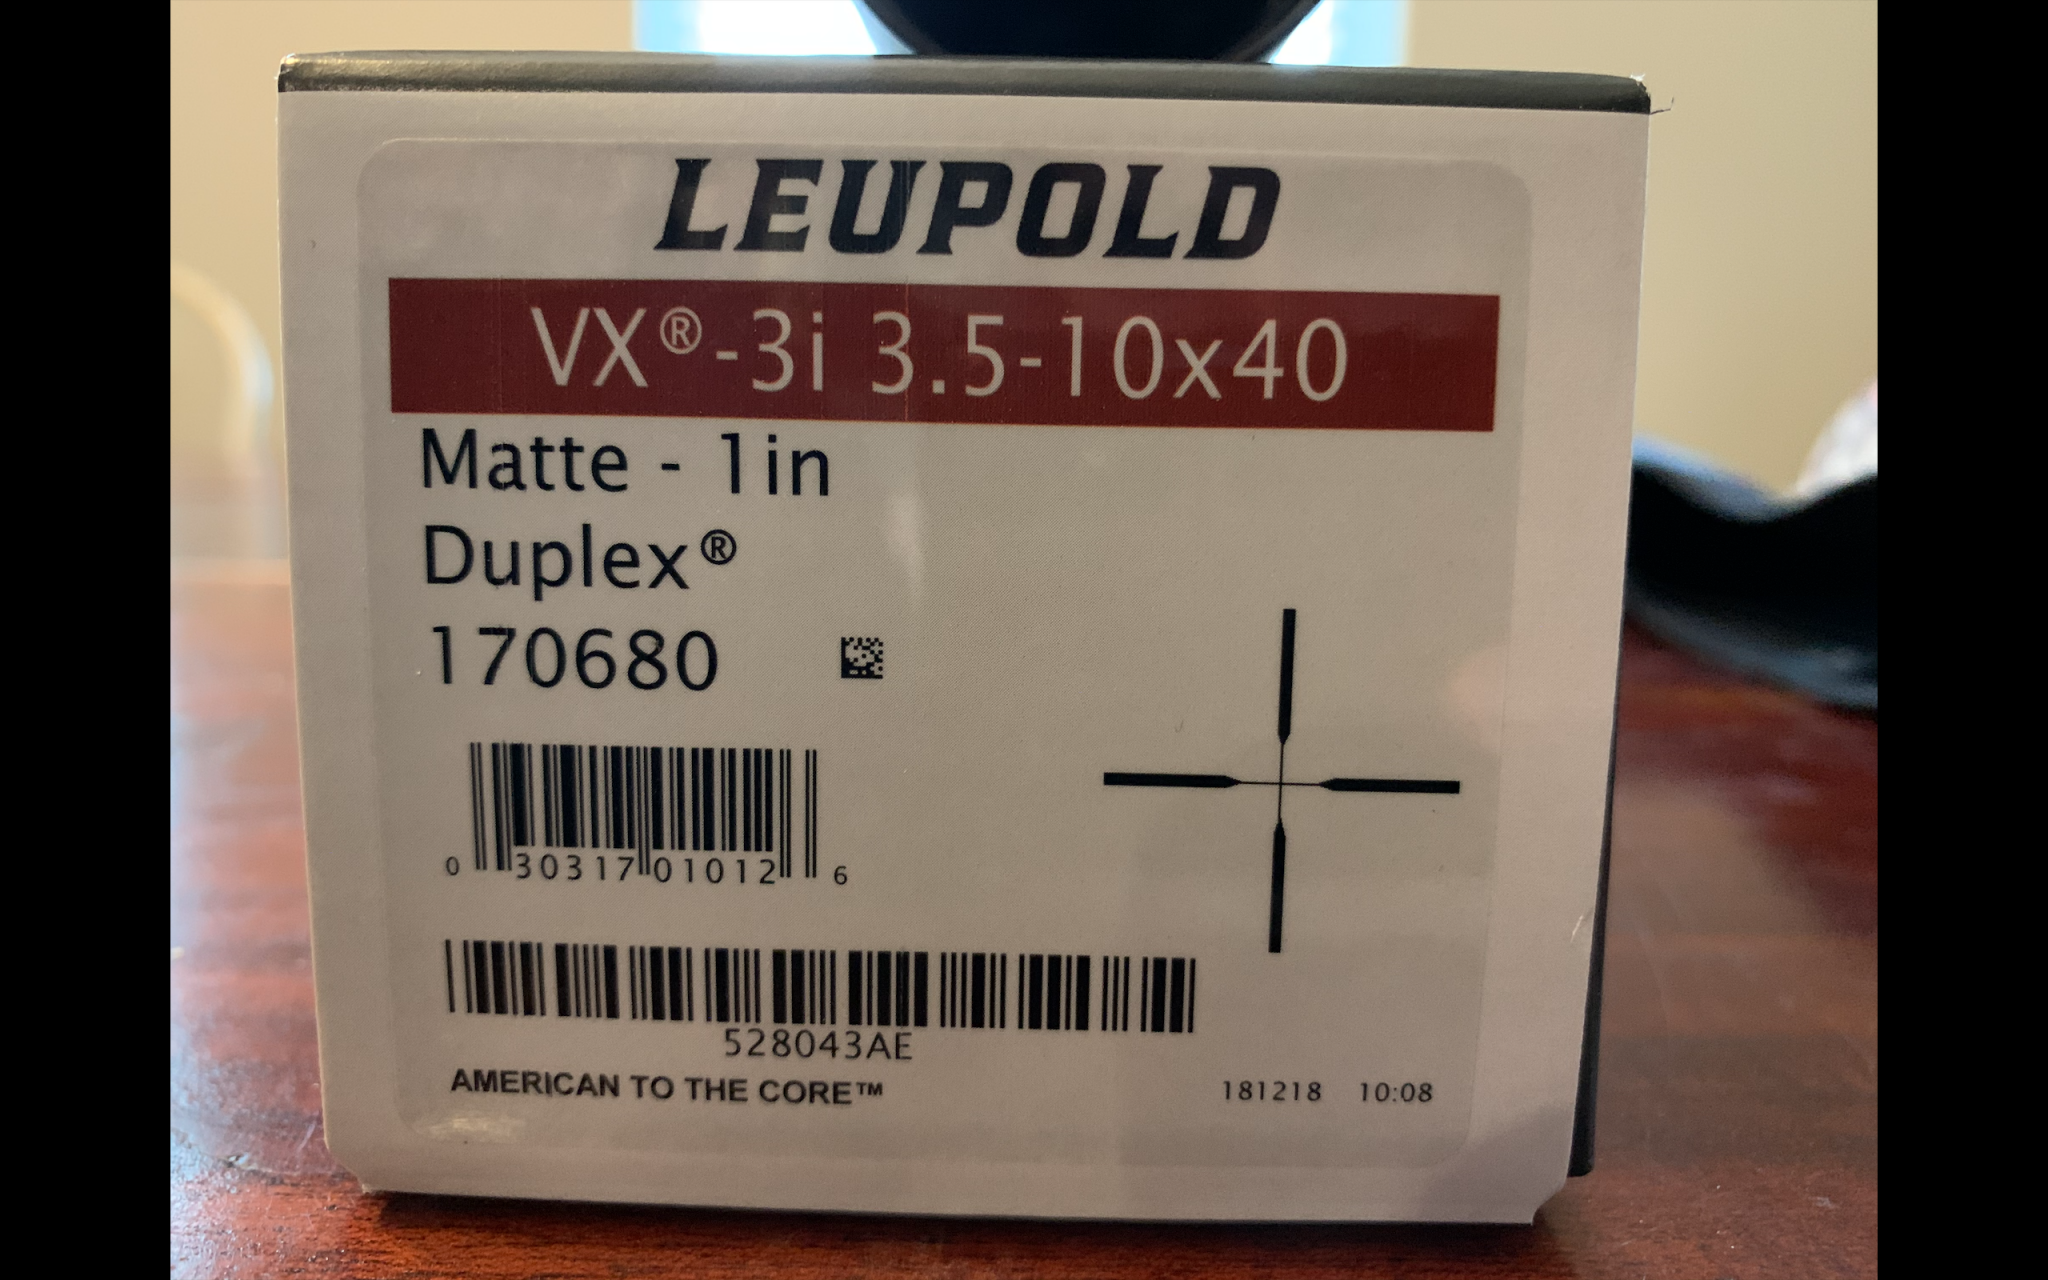 LEUPOLD
VX®-3i 3.5-10x40
Matte - 1in
Duplex®
170680
0 30317 01012 6
528043AE
AMERICAN TO THE CORE™
181218 10:08